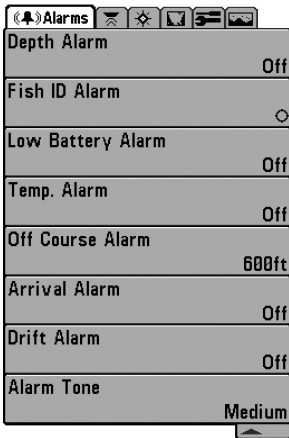 Alarms
Depth Alarm
Off
Fish ID Alarm
Low Battery Alarm
Off
Temp. Alarm
Off
Off Course Alarm
600ft
Arrival Alarm
Off
Drift Alarm
Off
Alarm Tone
Medium